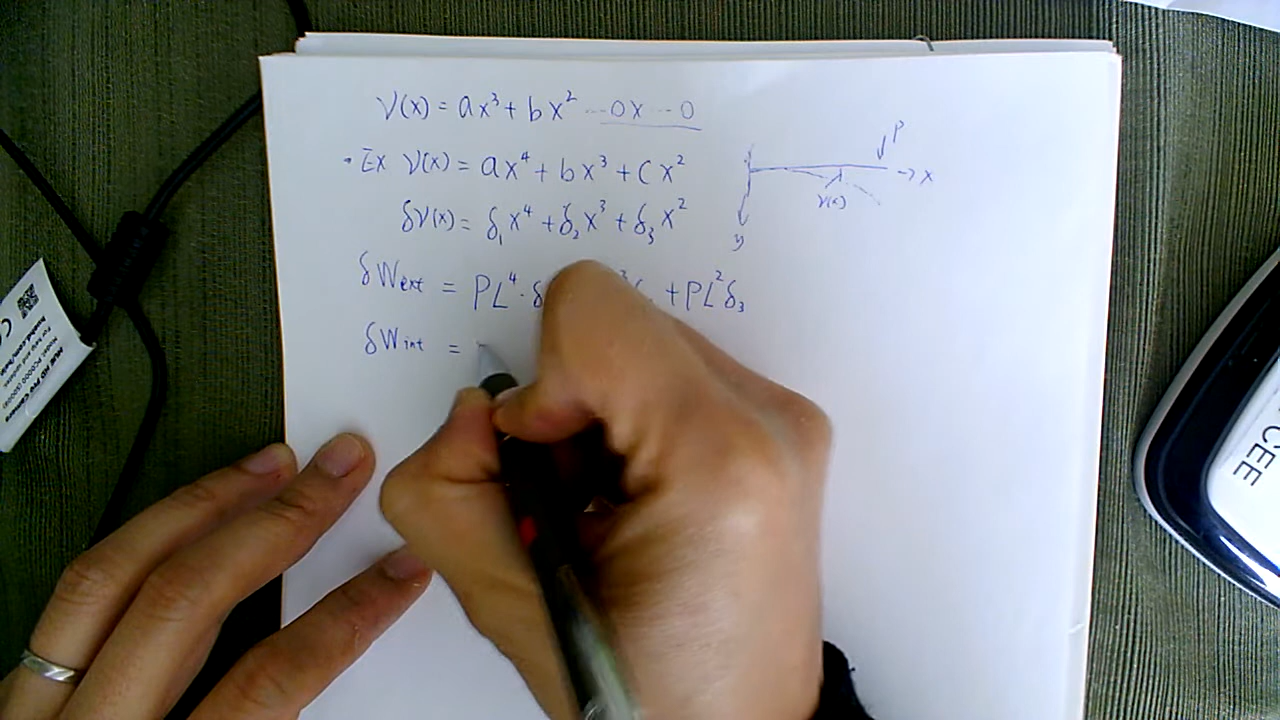 V(x) = ax³ + bx² --- 0x -- 0
• Ex V(x) = ax⁴ + bx³ + Cx²
δV(x) = δ₁x⁴ + δ₂x³ + δ₃x²
δWext = PL⁴·δ + PL²δ₃
δWint =
P
→ x
V(x)
y
CEE